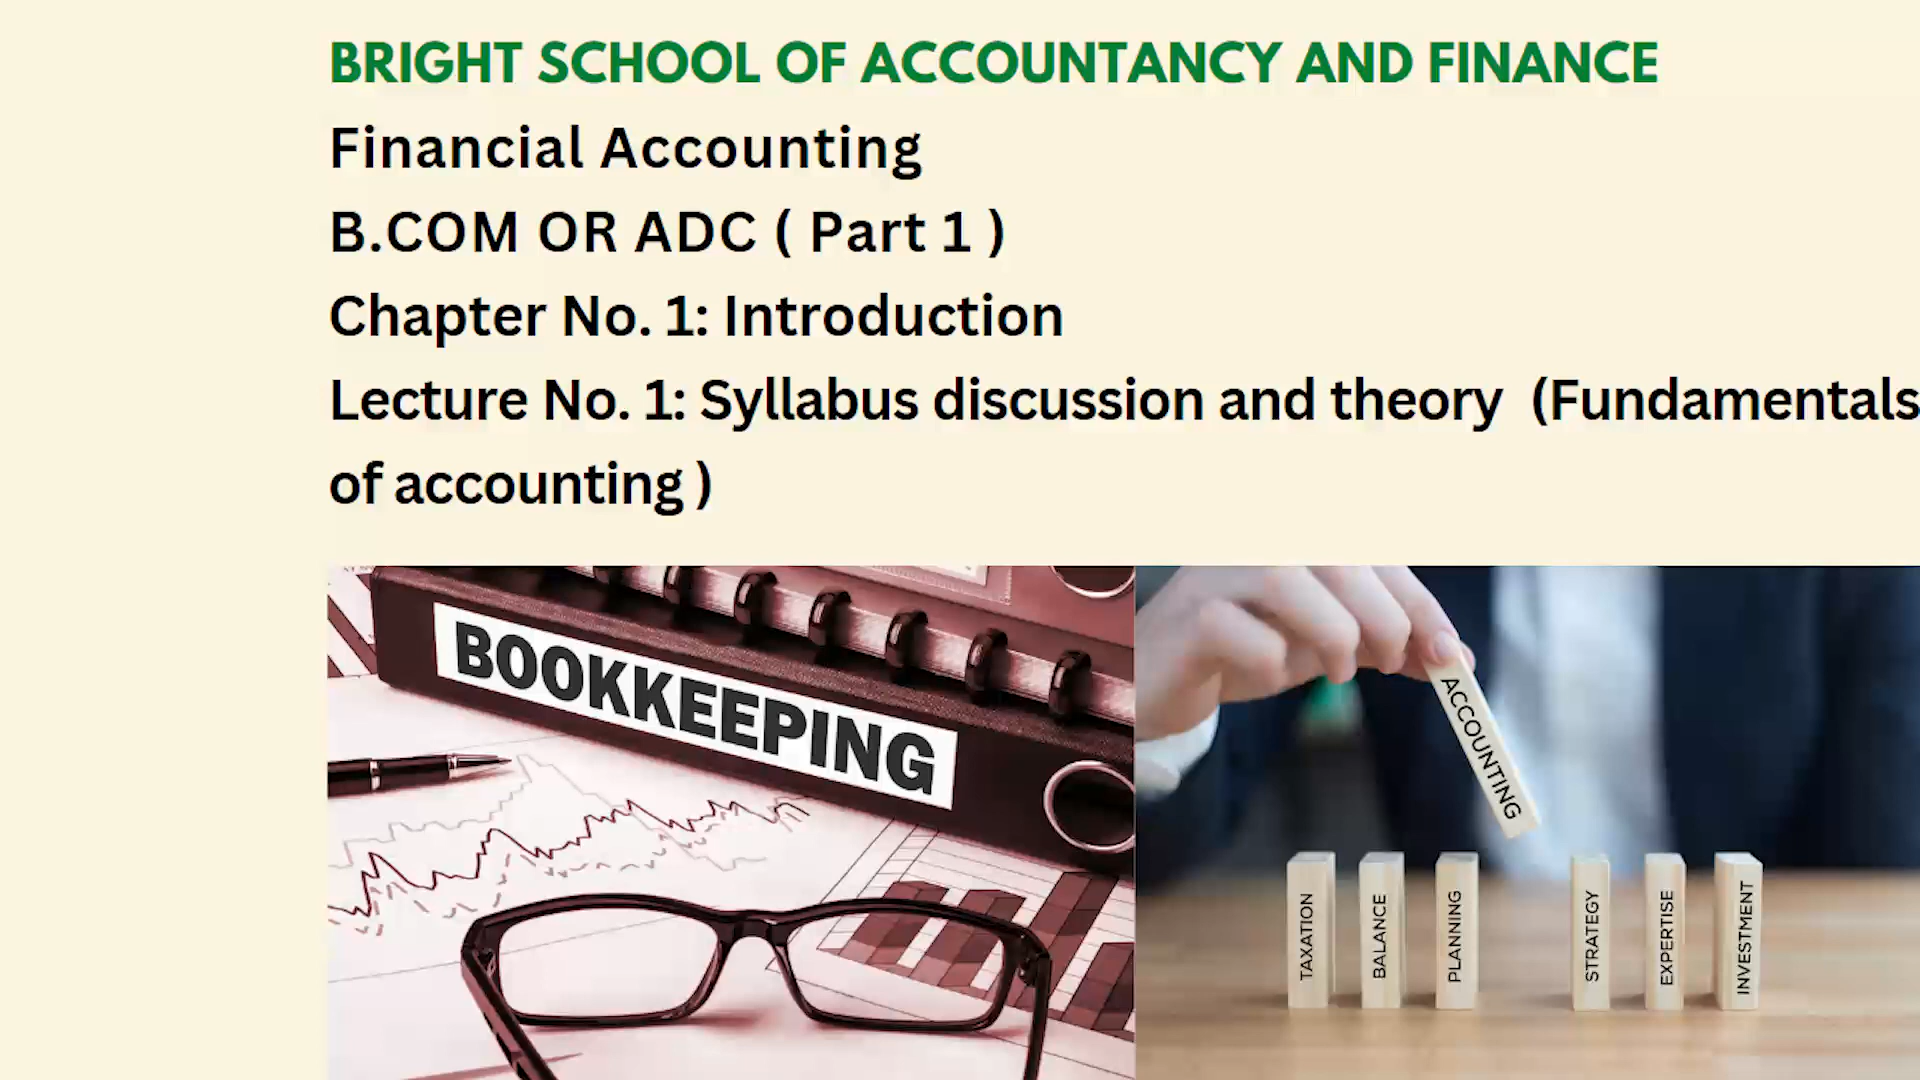 BRIGHT SCHOOL OF ACCOUNTANCY AND FINANCE
Financial Accounting
B.COM OR ADC ( Part 1 )
Chapter No. 1: Introduction
Lecture No. 1: Syllabus discussion and theory (Fundamentals
of accounting )
BOOKKEEPING
ACCOUNTING
TAXATION
BALANCE
PLANNING
STRATEGY
EXPERTISE
INVESTMENT